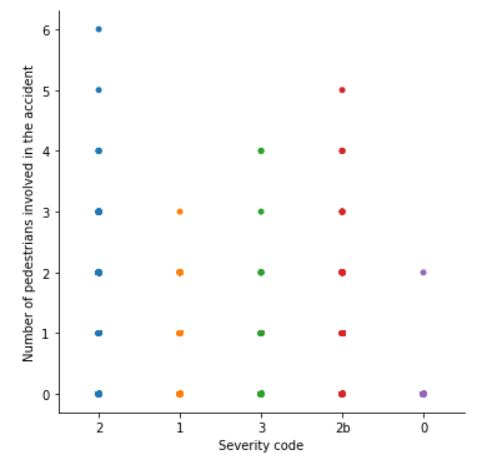 6
5
4
3
2
1
0
Number of pedestrians involved in the accident
2 1 3 2b 0
Severity code